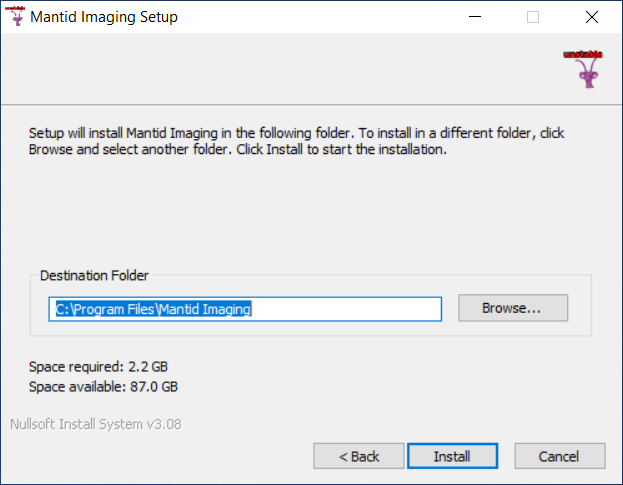 Mantid Imaging Setup
unstable
Setup will install Mantid Imaging in the following folder. To install in a different folder, click
Browse and select another folder. Click Install to start the installation.
Destination Folder
C:\Program Files\Mantid Imaging
Browse...
Space required: 2.2 GB
Space available: 87.0 GB
Nullsoft Install System v3.08
< Back
Install
Cancel